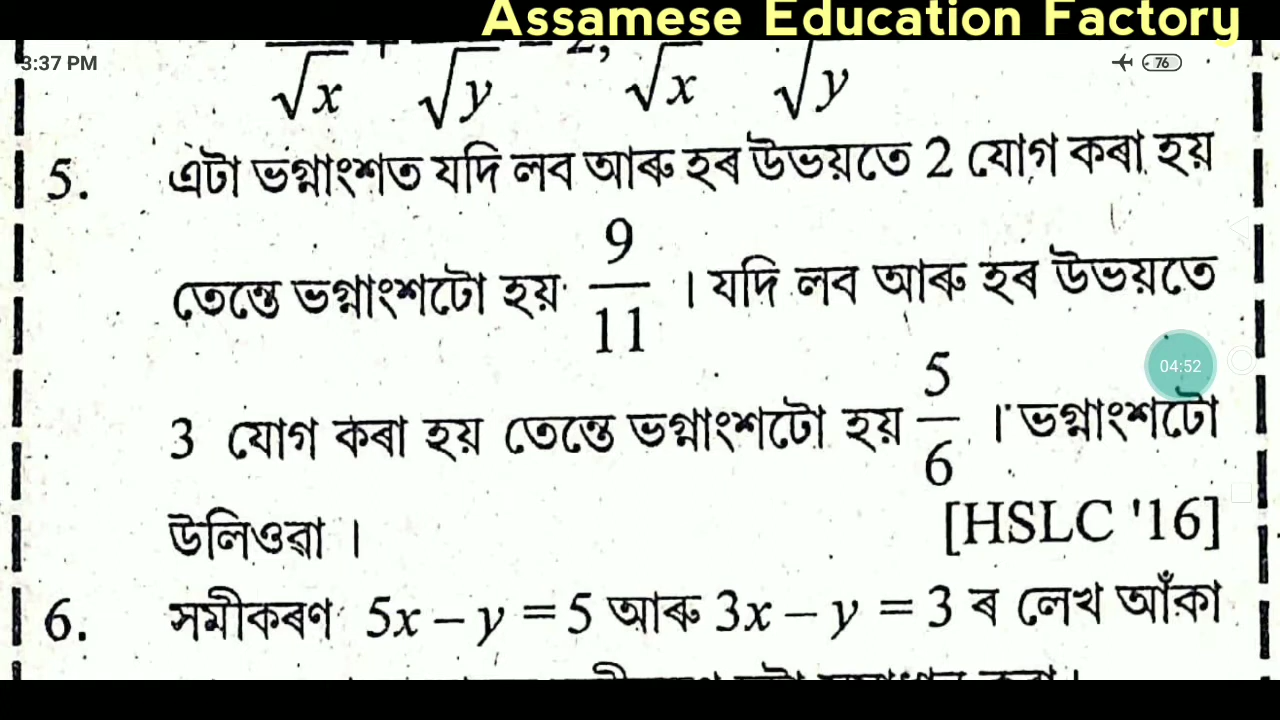 Assamese Education Factory
3:37 PM
76
√x + √y = 2, √x √y
5. এটা ভগ্নাংশত যদি লব আৰু হৰ উভয়তে 2 যোগ কৰা হয়
তেন্তে ভগ্নাংশটো হয় 9/11 । যদি লব আৰু হৰ উভয়তে
04:52
3 যোগ কৰা হয় তেন্তে ভগ্নাংশটো হয় 5/6 । ভগ্নাংশটো
উলিওৱা । [HSLC '16]
6. সমীকৰণ 5x – y = 5 আৰু 3x – y = 3 ৰ লেখ আঁকা